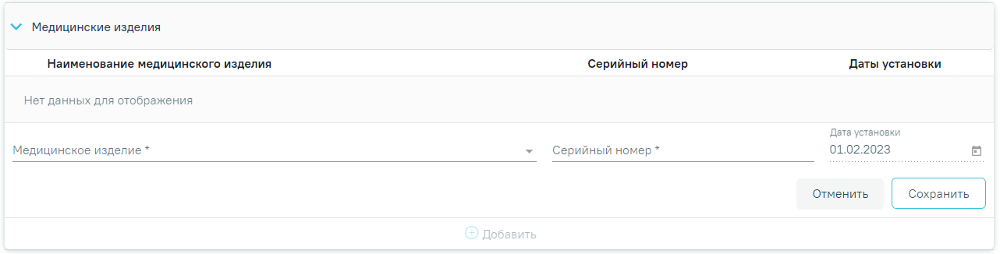 Медицинские изделия
Наименование медицинского изделия Серийный номер Даты установки
Нет данных для отображения
Дата установки
Медицинское изделие * Серийный номер * 01.02.2023
Отменить Сохранить
Добавить